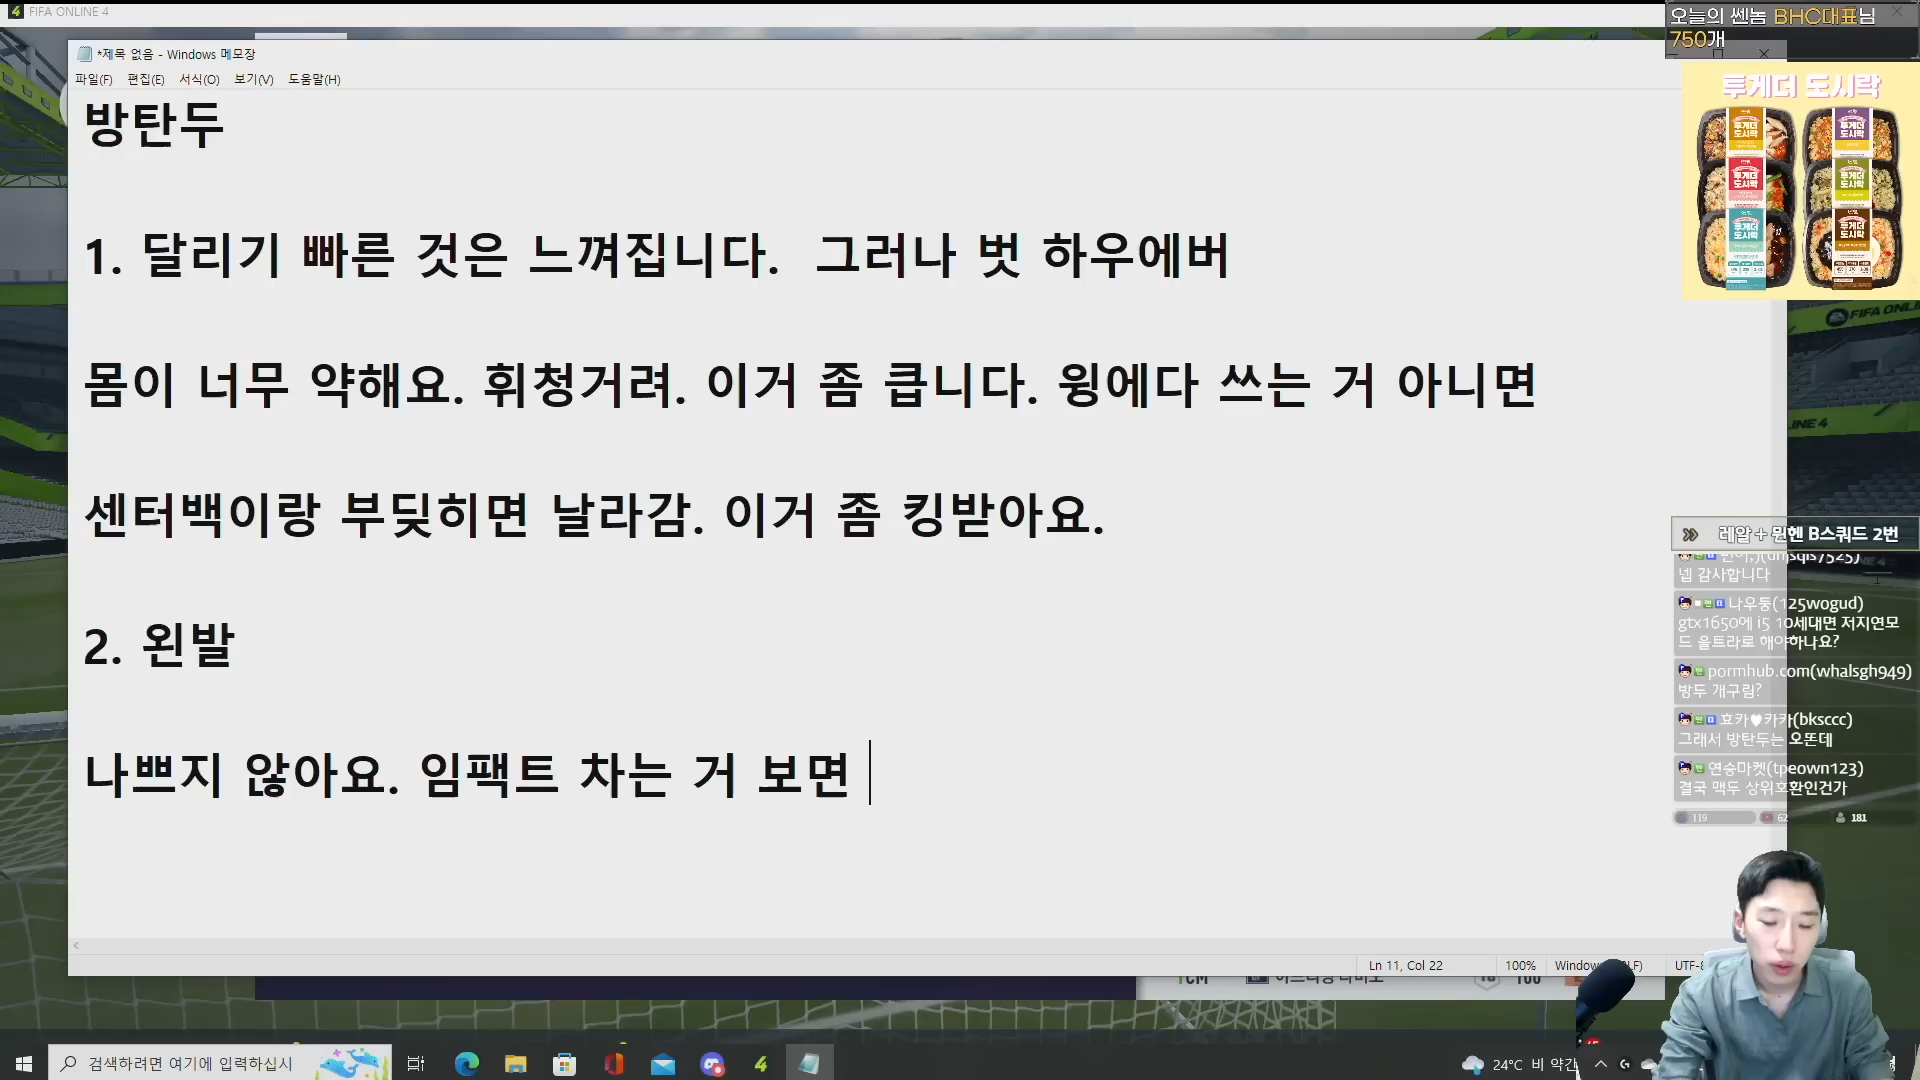 FIFA ONLINE 4
오늘의 쎈놈 BHC대표님
750개
*제목 없음 - Windows 메모장
파일(F) 편집(E) 서식(O) 보기(V) 도움말(H)
투게더 도시락
방탄두
1. 달리기 빠른 것은 느껴집니다.  그러나 벗 하우에버
몸이 너무 약해요. 휘청거려. 이거 좀 큽니다. 윙에다 쓰는 거 아니면
센터백이랑 부딪히면 날라감. 이거 좀 킹받아요.
2. 왼발
나쁘지 않아요. 임팩트 차는 거 보면
레알 + 뮌헨 B스쿼드 2번
넵 감사합니다
나우둥(125wogud)
gtx1650에 i5 10세대면 저지연모
드 울트라로 해야하나요?
pormhub.com(whalsgh949)
방두 개구림?
효카♥카카(bksccc)
그래서 방탄두는 오똔데
연승마켓(tpeown123)
결국 맥두 상위호환인건가
119 62 181
Ln 11, Col 22 100% UTF-8
검색하려면 여기에 입력하십시
24°C 비 약간